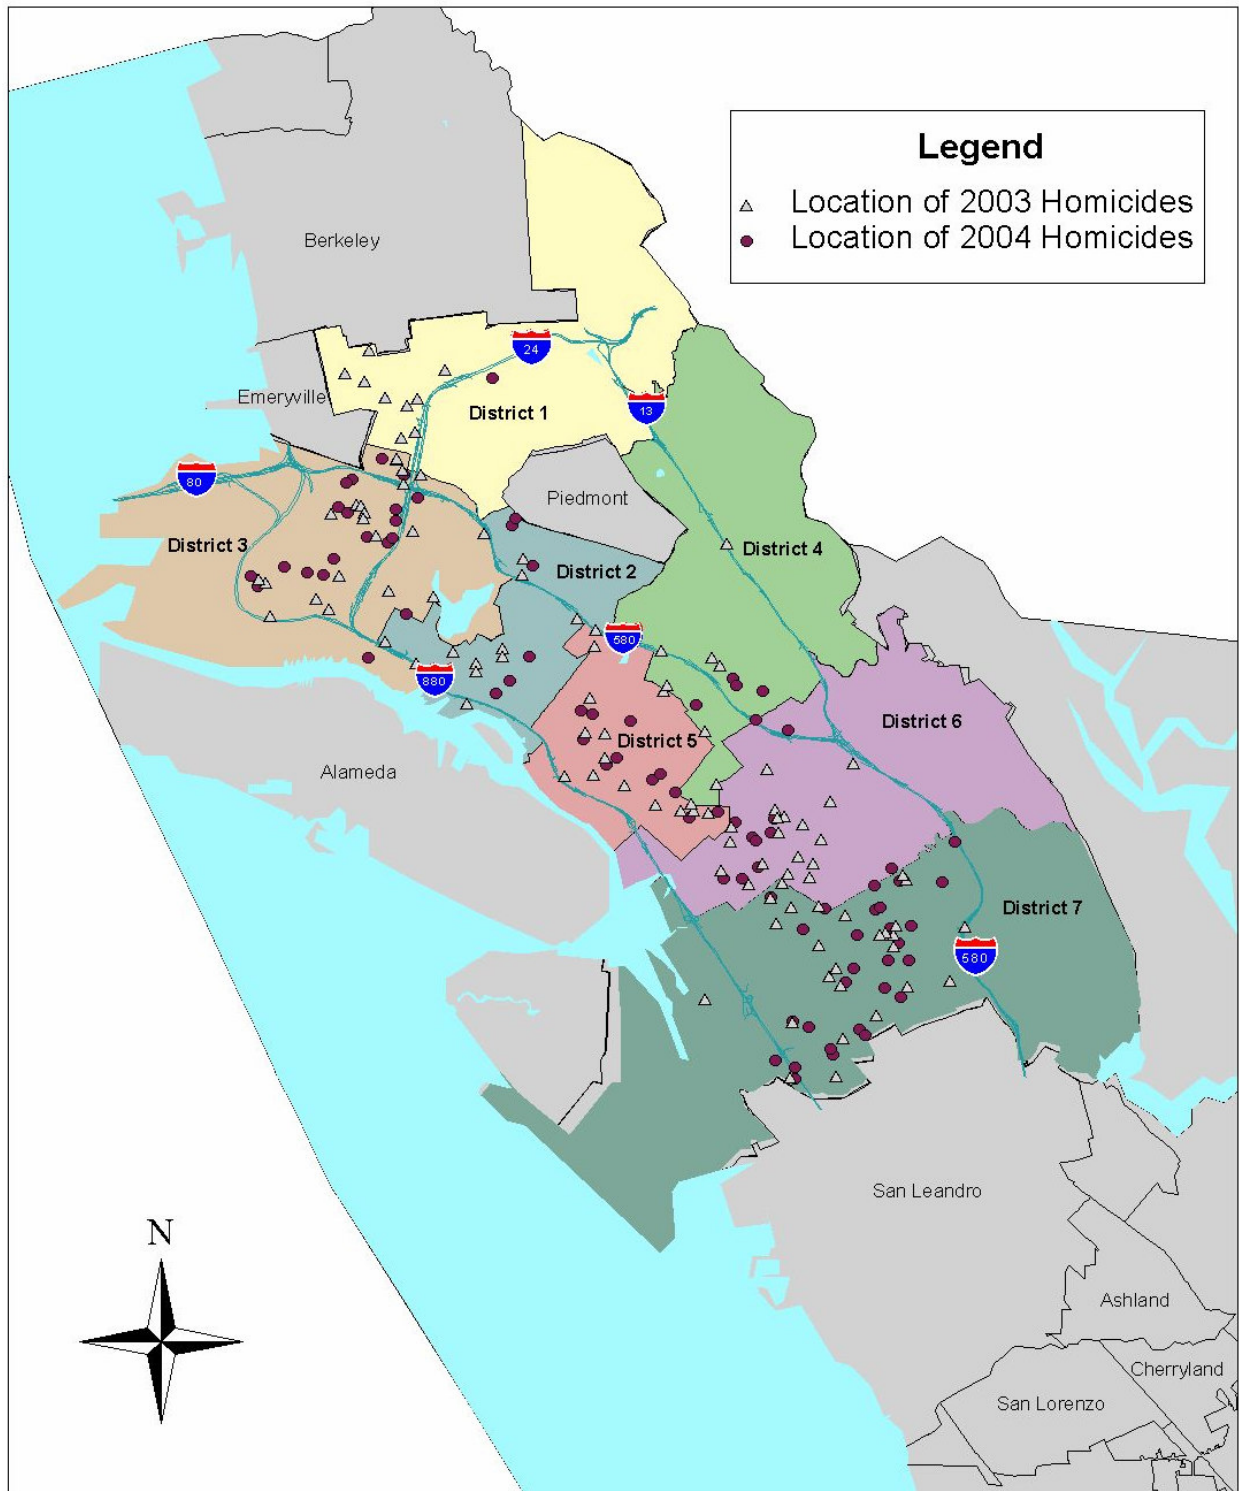 Legend
Location of 2003 Homicides
Location of 2004 Homicides
Berkeley
24
Emeryville
District 1
13
80
Piedmont
District 3
District 4
District 2
580
880
District 6
District 5
Alameda
District 7
580
San Leandro
N
Ashland
Cherryland
San Lorenzo